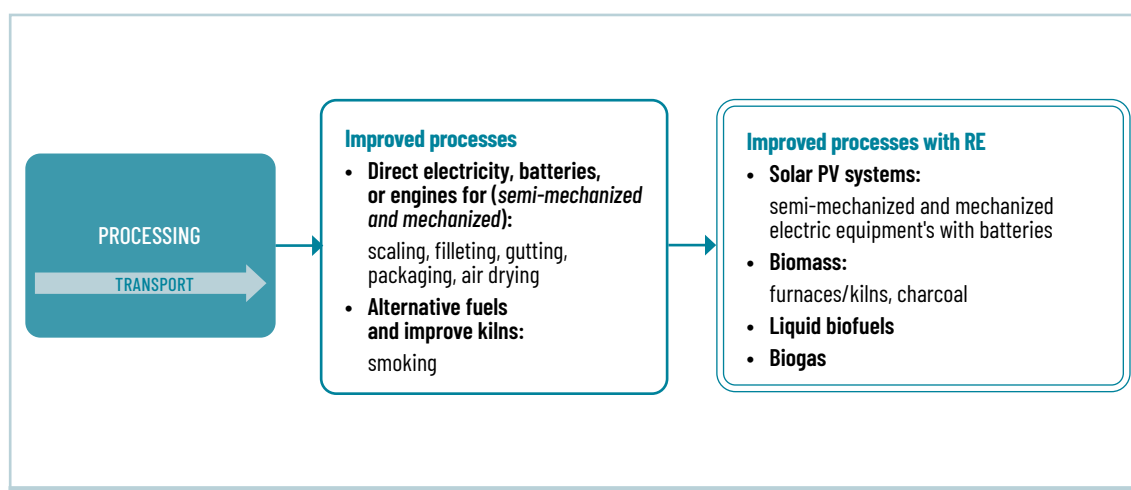 PROCESSING
TRANSPORT
Improved processes
• Direct electricity, batteries,
or engines for (semi-mechanized
and mechanized):
scaling, filleting, gutting,
packaging, air drying
• Alternative fuels
and improve kilns:
smoking
Improved processes with RE
• Solar PV systems:
semi-mechanized and mechanized
electric equipment's with batteries
• Biomass:
furnaces/kilns, charcoal
• Liquid biofuels
• Biogas